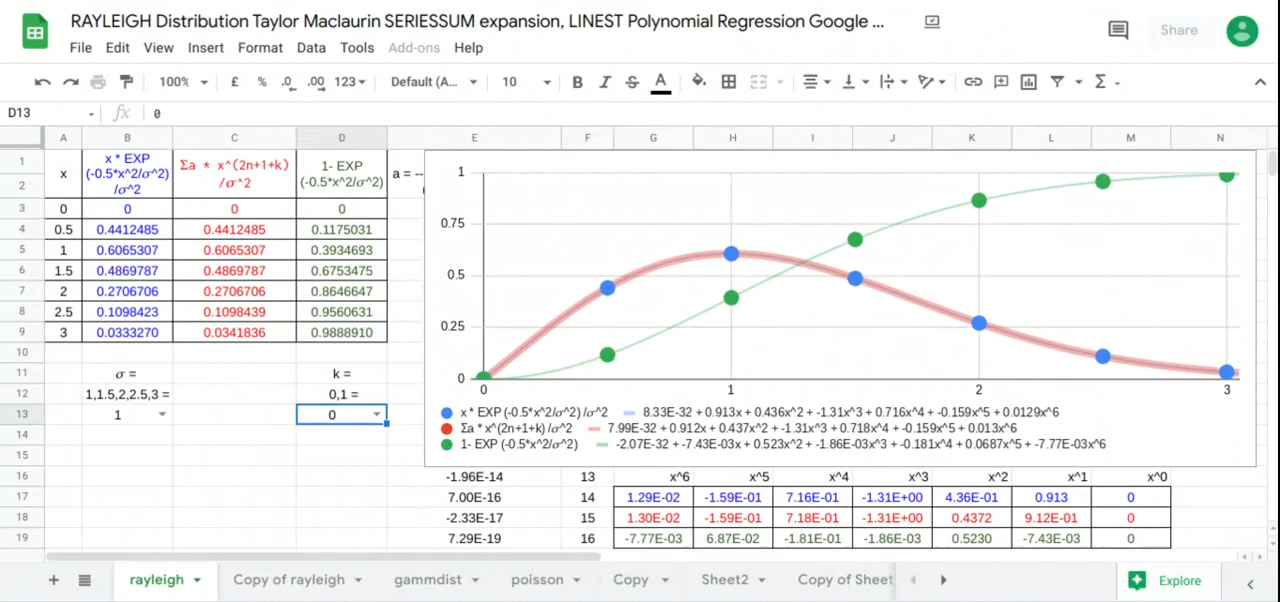 RAYLEIGH Distribution Taylor Maclaurin SERIESSUM expansion, LINEST Polynomial Regression Google ...
File Edit View Insert Format Data Tools Add-ons Help
Share
100% £ % .0 .00 123 Default (A... 10 B I S A Σ
D13 fx 0
A B C D E F G H I J K L M N
1 2 x
x * EXP
(-0.5*x^2/σ^2)
/σ^2
Σa * x^(2n+1+k)
/σ^2
1- EXP
(-0.5*x^2/σ^2)
a = --
3 0 0 0 0
4 0.5 0.4412485 0.4412485 0.1175031
5 1 0.6065307 0.6065307 0.3934693
6 1.5 0.4869787 0.4869787 0.6753475
7 2 0.2706706 0.2706706 0.8646647
8 2.5 0.1098423 0.1098439 0.9560631
9 3 0.0333270 0.0341836 0.9888910
10
11 σ = k =
12 1,1.5,2,2.5,3 = 0,1 =
13 1 0
14
15
1
0.75
0.5
0.25
0
0 1 2 3
x * EXP (-0.5*x^2/σ^2) /σ^2 8.33E-32 + 0.913x + 0.436x^2 + -1.31x^3 + 0.716x^4 + -0.159x^5 + 0.0129x^6
Σa * x^(2n+1+k) /σ^2 7.99E-32 + 0.912x + 0.437x^2 + -1.31x^3 + 0.718x^4 + -0.159x^5 + 0.013x^6
1- EXP (-0.5*x^2/σ^2) -2.07E-32 + -7.43E-03x + 0.523x^2 + -1.86E-03x^3 + -0.181x^4 + 0.0687x^5 + -7.77E-03x^6
16 -1.96E-14 13 x^6 x^5 x^4 x^3 x^2 x^1 x^0
17 7.00E-16 14 1.29E-02 -1.59E-01 7.16E-01 -1.31E+00 4.36E-01 0.913 0
18 -2.33E-17 15 1.30E-02 -1.59E-01 7.18E-01 -1.31E+00 0.4372 9.12E-01 0
19 7.29E-19 16 -7.77E-03 6.87E-02 -1.81E-01 -1.86E-03 0.5230 -7.43E-03 0
+ rayleigh Copy of rayleigh gammdist poisson Copy Sheet2 Copy of Sheet Explore